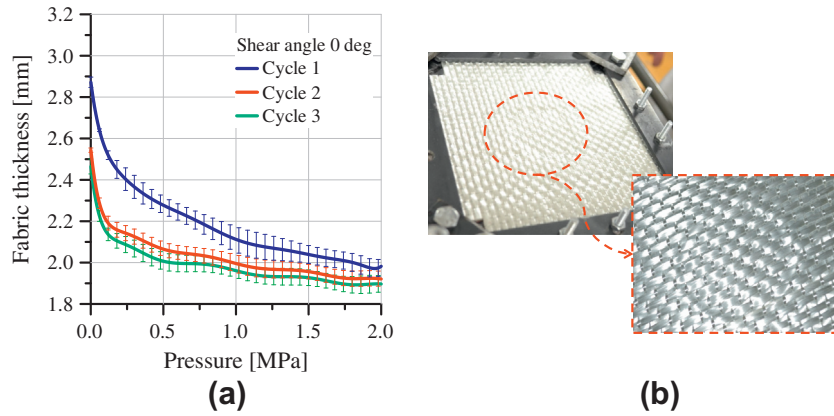 3.2
3.0
2.8
2.6
2.4
2.2
2.0
1.8
Fabric thickness [mm]
Shear angle 0 deg
Cycle 1
Cycle 2
Cycle 3
0.0 0.5 1.0 1.5 2.0
Pressure [MPa]
(a) (b)